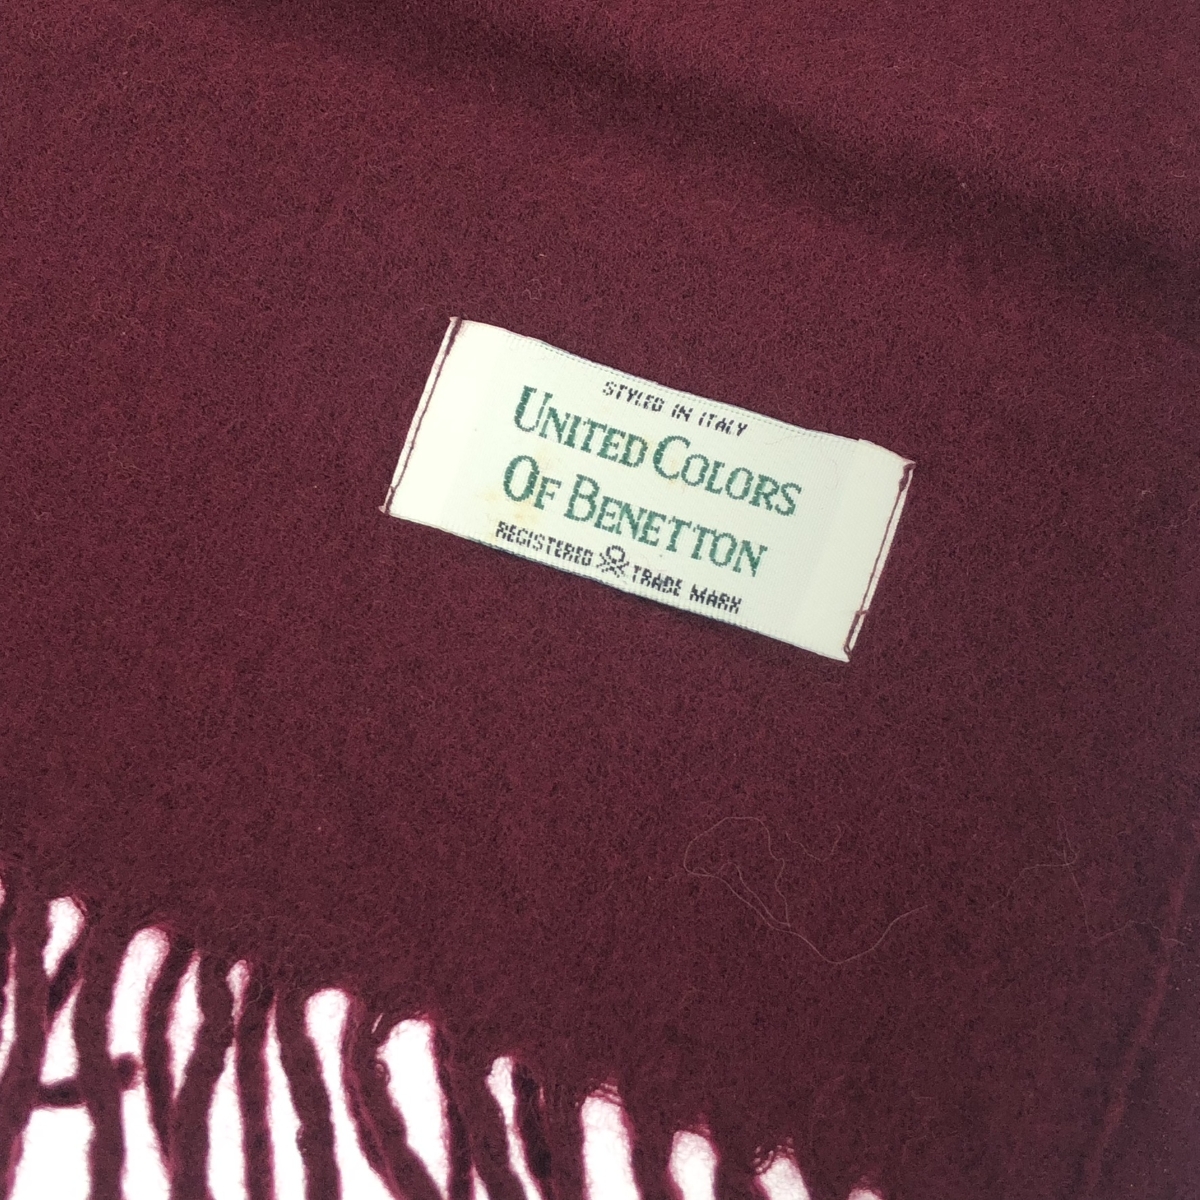 STYLED IN ITALY
UNITED COLORS
OF BENETTON
REGISTERED TRADE MARK